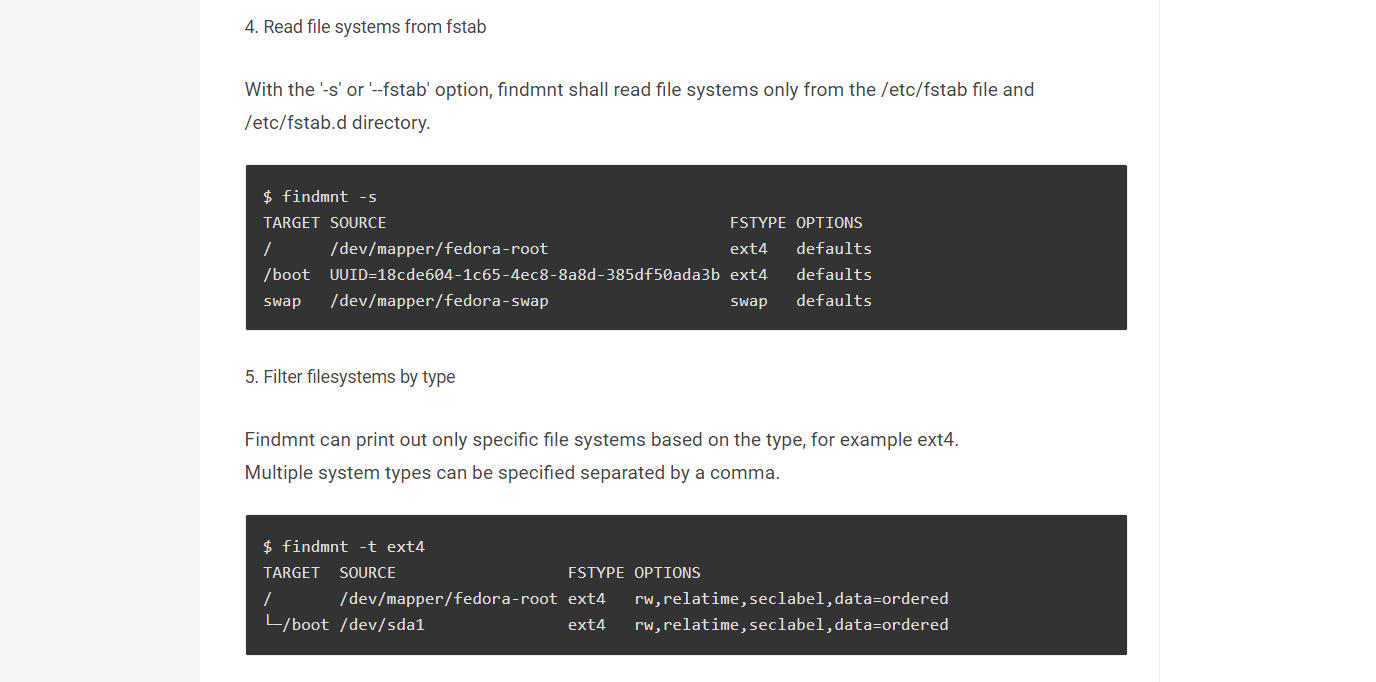 4. Read file systems from fstab
With the '-s' or '--fstab' option, findmnt shall read file systems only from the /etc/fstab file and
/etc/fstab.d directory.
$ findmnt -s
TARGET SOURCE                                    FSTYPE OPTIONS
/      /dev/mapper/fedora-root                   ext4   defaults
/boot  UUID=18cde604-1c65-4ec8-8a8d-385df50ada3b ext4   defaults
swap   /dev/mapper/fedora-swap                   swap   defaults
5. Filter filesystems by type
Findmnt can print out only specific file systems based on the type, for example ext4.
Multiple system types can be specified separated by a comma.
$ findmnt -t ext4
TARGET  SOURCE                  FSTYPE OPTIONS
/       /dev/mapper/fedora-root ext4   rw,relatime,seclabel,data=ordered
└─/boot /dev/sda1               ext4   rw,relatime,seclabel,data=ordered